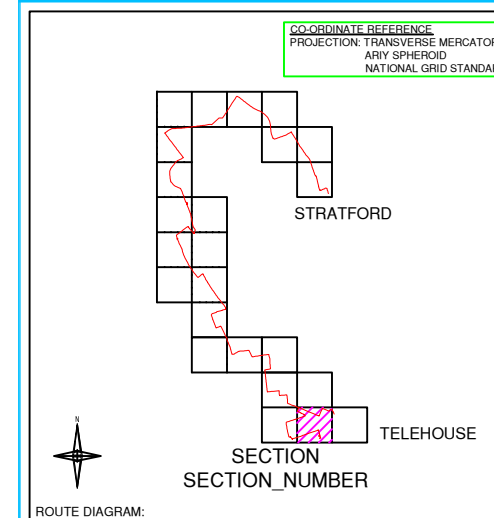 CO-ORDINATE REFERENCE
PROJECTION: TRANSVERSE MERCATOR
ARIY SPHEROID
NATIONAL GRID STANDAR
STRATFORD
N
TELEHOUSE
SECTION
SECTION_NUMBER
ROUTE DIAGRAM: